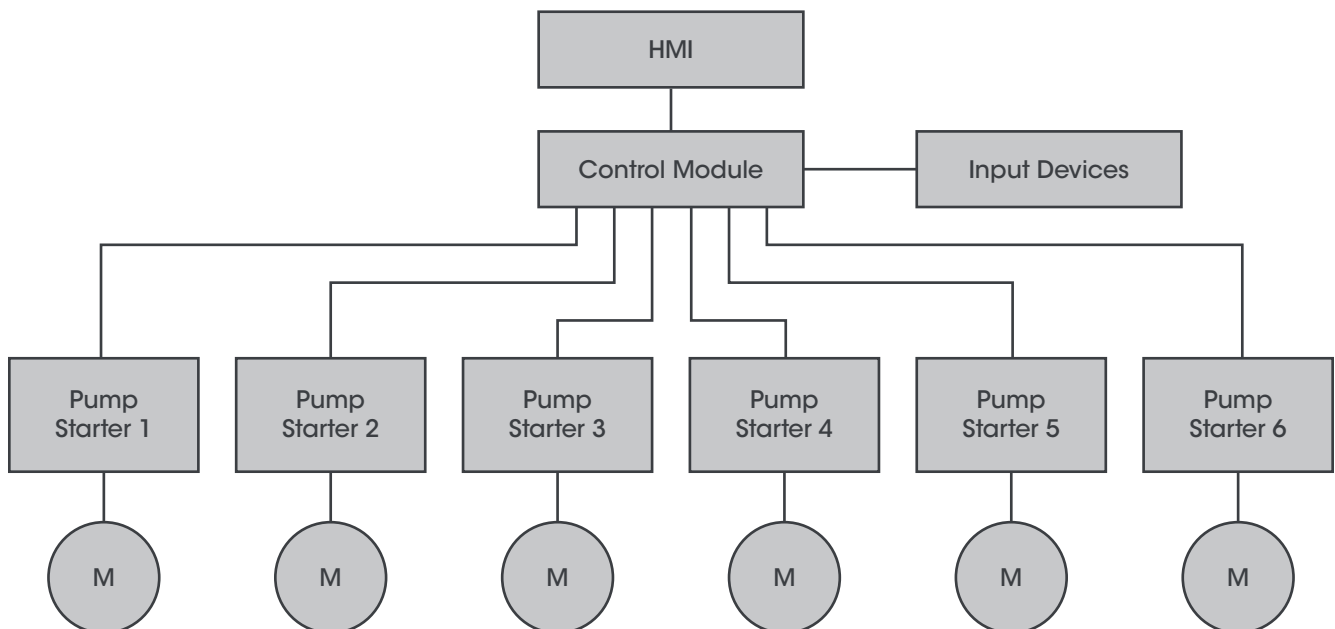 HMI
Control Module
Input Devices
Pump
Starter 1
Pump
Starter 2
Pump
Starter 3
Pump
Starter 4
Pump
Starter 5
Pump
Starter 6
M
M
M
M
M
M